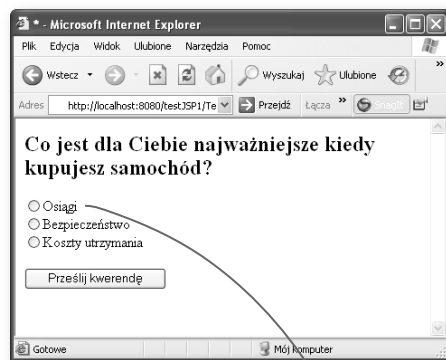 * - Microsoft Internet Explorer
Plik Edycja Widok Ulubione Narzędzia Pomoc
Wstecz Wyszukaj Ulubione »
Adres http://localhost:8080/testJSP1/Te Przejdź Łącza » SnagIt
Co jest dla Ciebie najważniejsze kiedy
kupujesz samochód?
Osiągi
Bezpieczeństwo
Koszty utrzymania
Prześlij kwerendę
Gotowe Mój komputer